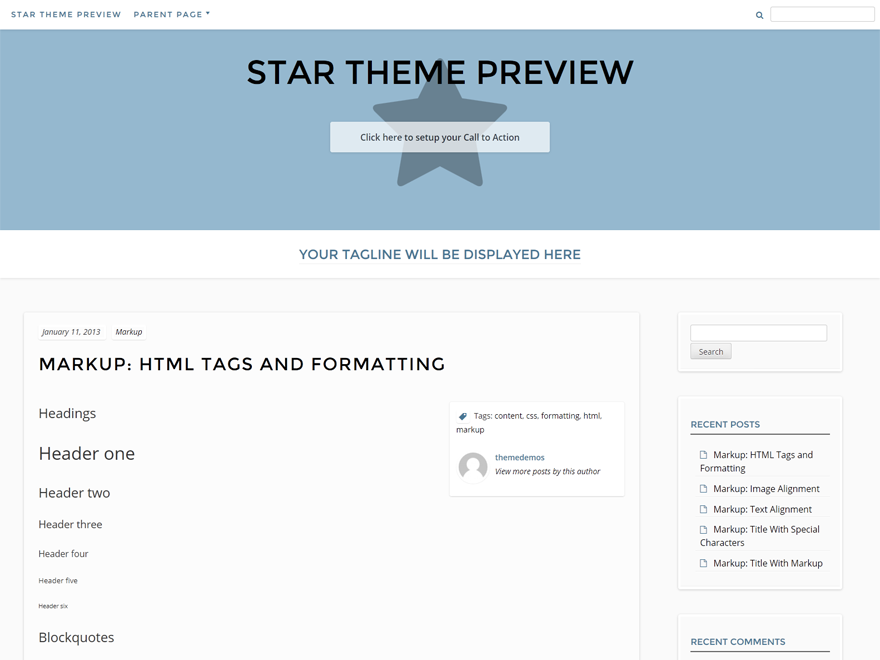 STAR THEME PREVIEW PARENT PAGE
STAR THEME PREVIEW
Click here to setup your Call to Action
YOUR TAGLINE WILL BE DISPLAYED HERE
January 11, 2013 Markup
MARKUP: HTML TAGS AND FORMATTING
Headings
Header one
Header two
Header three
Header four
Header five
Header six
Blockquotes
Tags: content, css, formatting, html,
markup
themedemos
View more posts by this author
Search
RECENT POSTS
Markup: HTML Tags and
Formatting
Markup: Image Alignment
Markup: Text Alignment
Markup: Title With Special
Characters
Markup: Title With Markup
RECENT COMMENTS